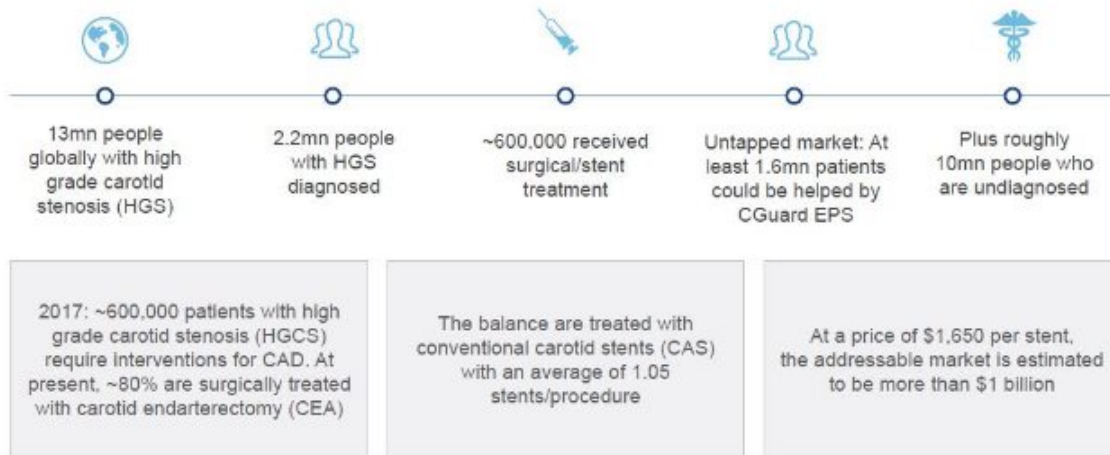 13mn people
globally with high
grade carotid
stenosis (HGS)
2.2mn people
with HGS
diagnosed
~600,000 received
surgical/stent
treatment
Untapped market: At
least 1.6mn patients
could be helped by
CGuard EPS
Plus roughly
10mn people who
are undiagnosed
2017: ~600,000 patients with high
grade carotid stenosis (HGCS)
require interventions for CAD. At
present, ~80% are surgically treated
with carotid endarterectomy (CEA)
The balance are treated with
conventional carotid stents (CAS)
with an average of 1.05
stents/procedure
At a price of $1,650 per stent,
the addressable market is estimated
to be more than $1 billion